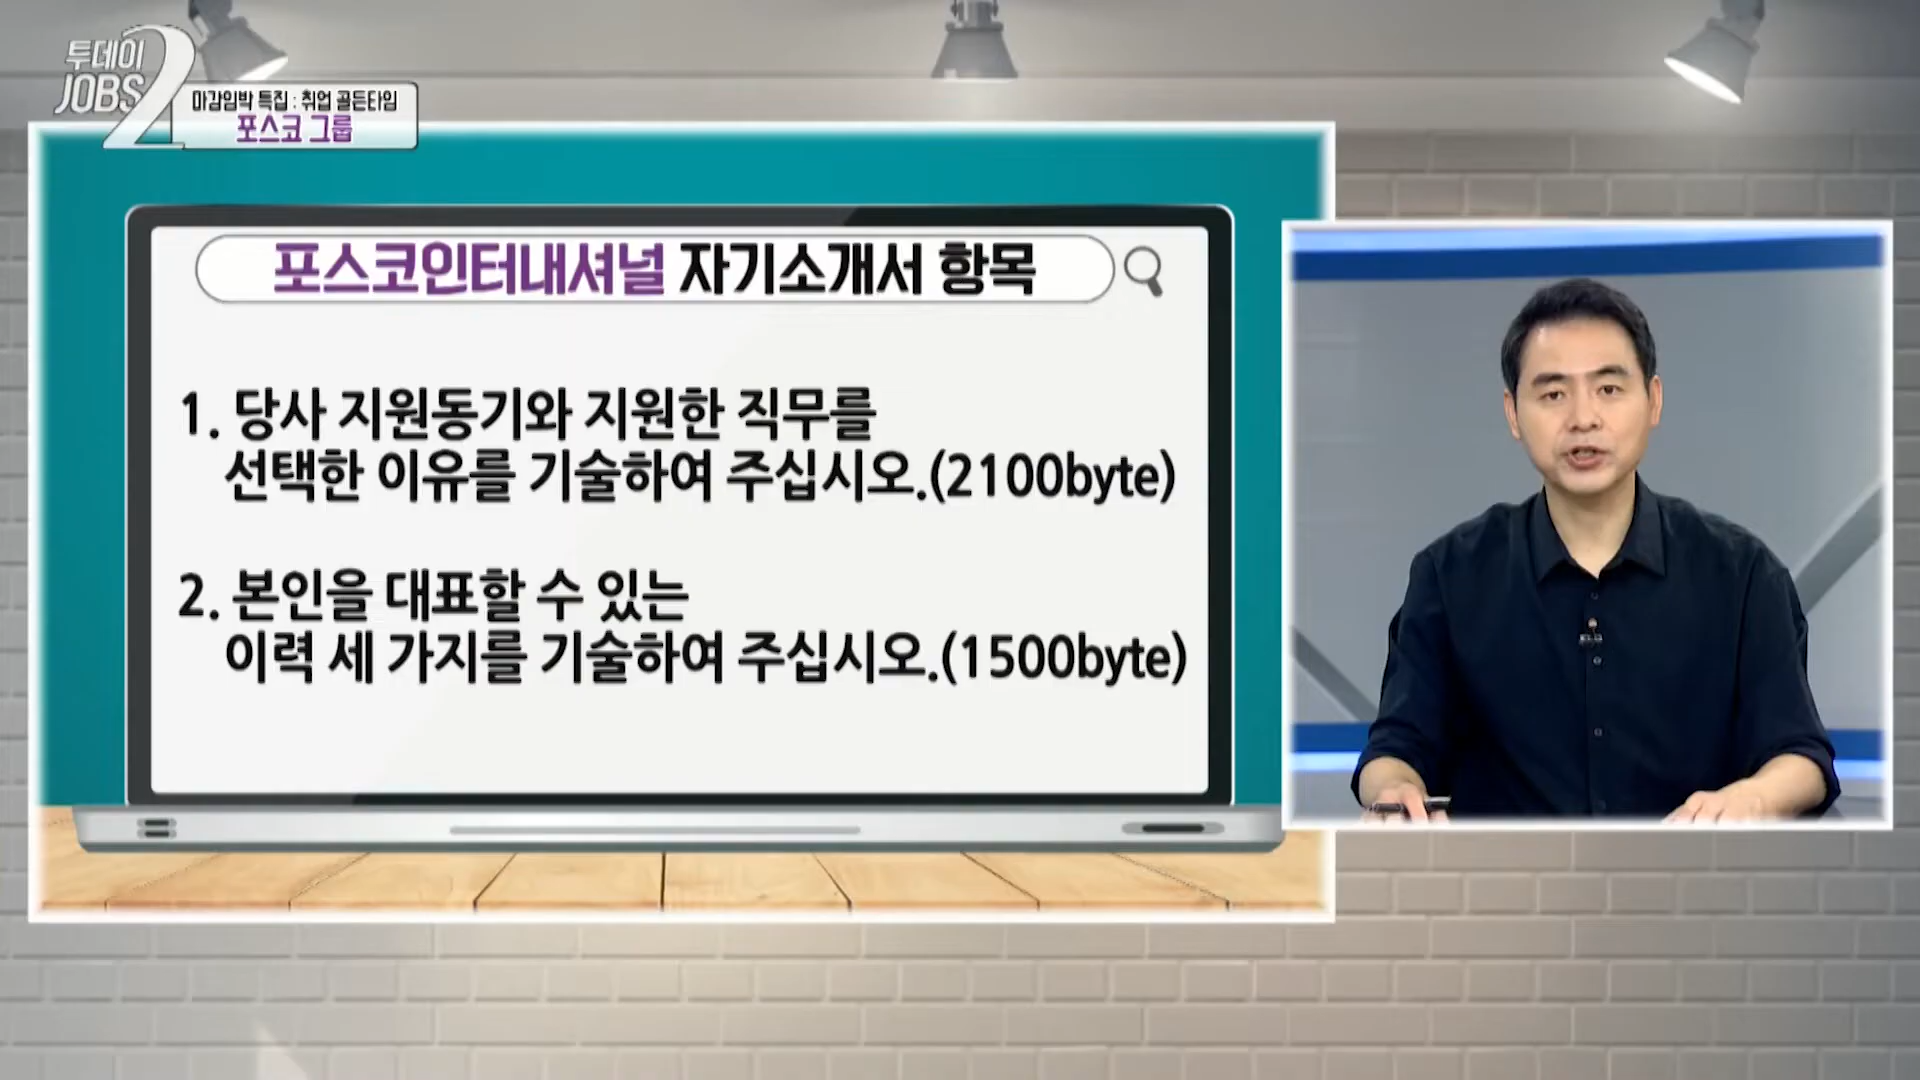 투데이
JOBS 2
마감임박 특집 : 취업 골든타임
포스코 그룹
포스코인터내셔널 자기소개서 항목
1. 당사 지원동기와 지원한 직무를
선택한 이유를 기술하여 주십시오.(2100byte)
2. 본인을 대표할 수 있는
이력 세 가지를 기술하여 주십시오.(1500byte)